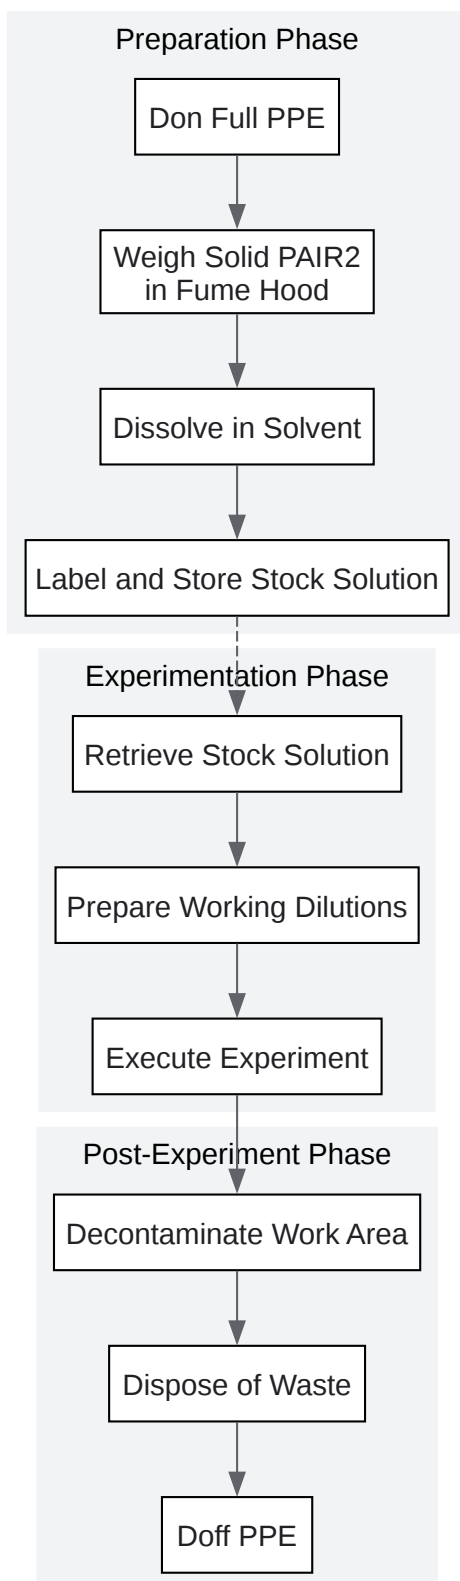 Preparation Phase
Don Full PPE
Weigh Solid PAIR2
in Fume Hood
Dissolve in Solvent
Label and Store Stock Solution
Experimentation Phase
Retrieve Stock Solution
Prepare Working Dilutions
Execute Experiment
Post-Experiment Phase
Decontaminate Work Area
Dispose of Waste
Doff PPE